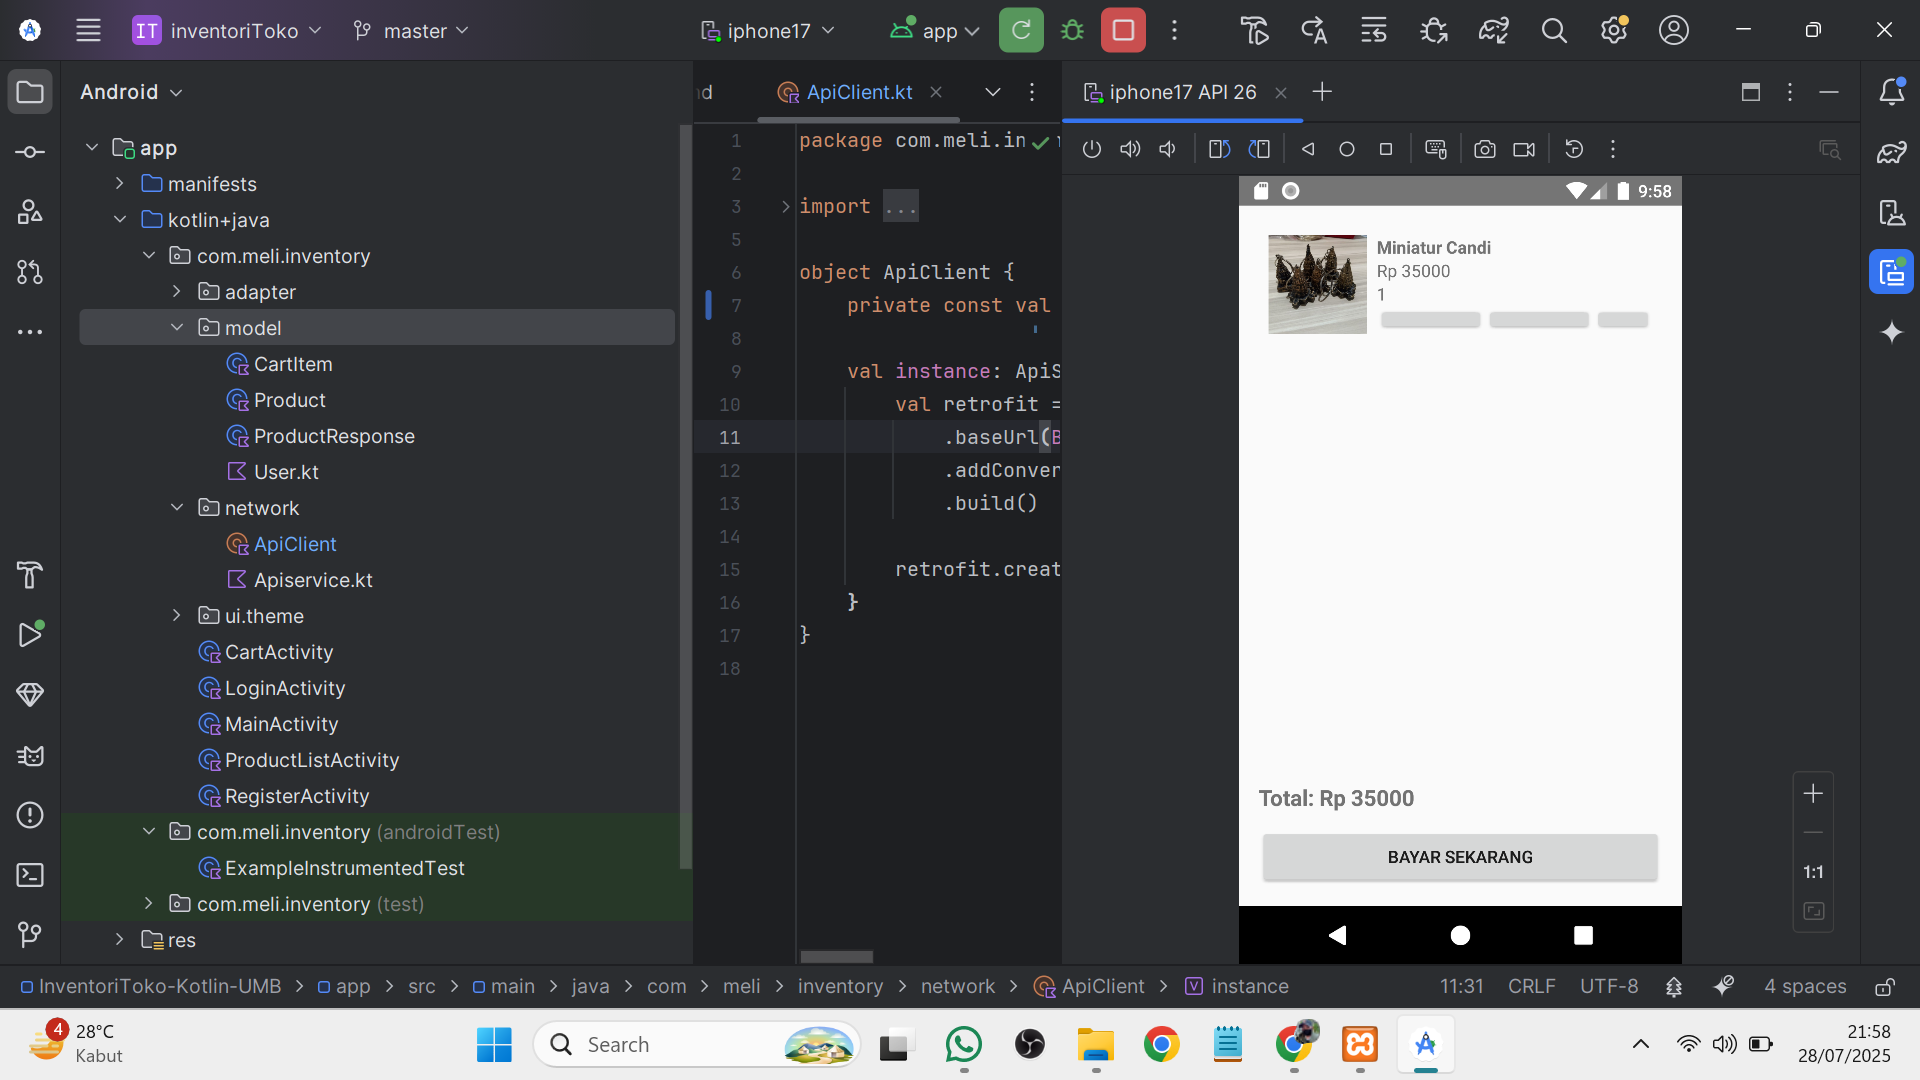 IT inventoriToko master iphone17 app
Android
app
manifests
kotlin+java
com.meli.inventory
adapter
model
CartItem
Product
ProductResponse
User.kt
network
ApiClient
Apiservice.kt
ui.theme
CartActivity
LoginActivity
MainActivity
ProductListActivity
RegisterActivity
com.meli.inventory (androidTest)
ExampleInstrumentedTest
com.meli.inventory (test)
res
ApiClient.kt
1 package com.meli.in
2
3 import ...
5
6 object ApiClient {
7 private const val
8
9 val instance: ApiS
10 val retrofit =
11 .baseUrl(B
12 .addConver
13 .build()
14
15 retrofit.creat
16 }
17 }
18
iphone17 API 26
9:58
Miniatur Candi
Rp 35000
1
Total: Rp 35000
BAYAR SEKARANG
1:1
InventoriToko-Kotlin-UMB app src main java com meli inventory network ApiClient instance 11:31 CRLF UTF-8 4 spaces
4
28°C
Kabut
Search
21:58
28/07/2025